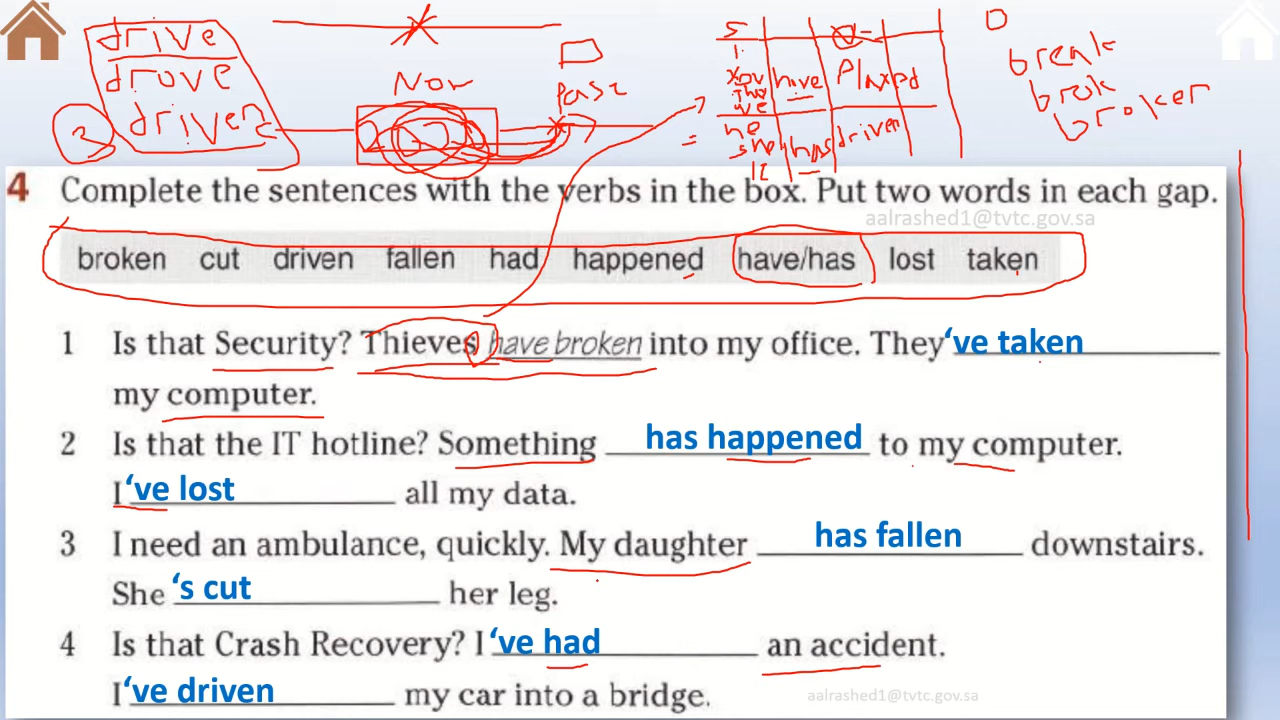 drive
drove
driven
3
Now
past
S
I
you
they
we
have
played
he
she
it
has
driven
break
brok
broken
4 Complete the sentences with the verbs in the box. Put two words in each gap.
aalrashed1@tvtc.gov.sa
broken cut driven fallen had happened have/has lost taken
1 Is that Security? Thieves have broken into my office. They 've taken
my computer.
2 Is that the IT hotline? Something has happened to my computer.
I 've lost all my data.
3 I need an ambulance, quickly. My daughter has fallen downstairs.
She 's cut her leg.
4 Is that Crash Recovery? I 've had an accident.
I 've driven my car into a bridge.
aalrashed1@tvtc.gov.sa